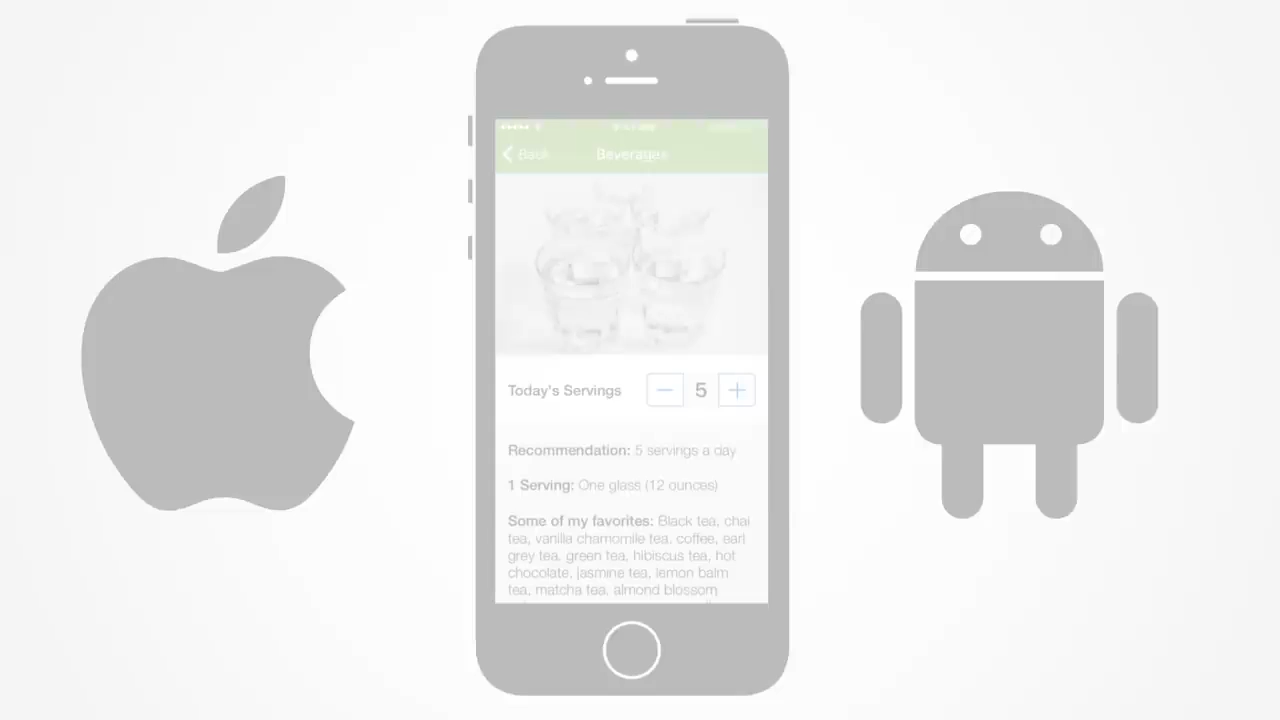 Back
Beverages
Today's Servings
5
Recommendation: 5 servings a day
1 Serving: One glass (12 ounces)
Some of my favorites: Black tea, chai
tea, vanilla chamomile tea, coffee, earl
grey tea, green tea, hibiscus tea, hot
chocolate, jasmine tea, lemon balm
tea, matcha tea, almond blossom